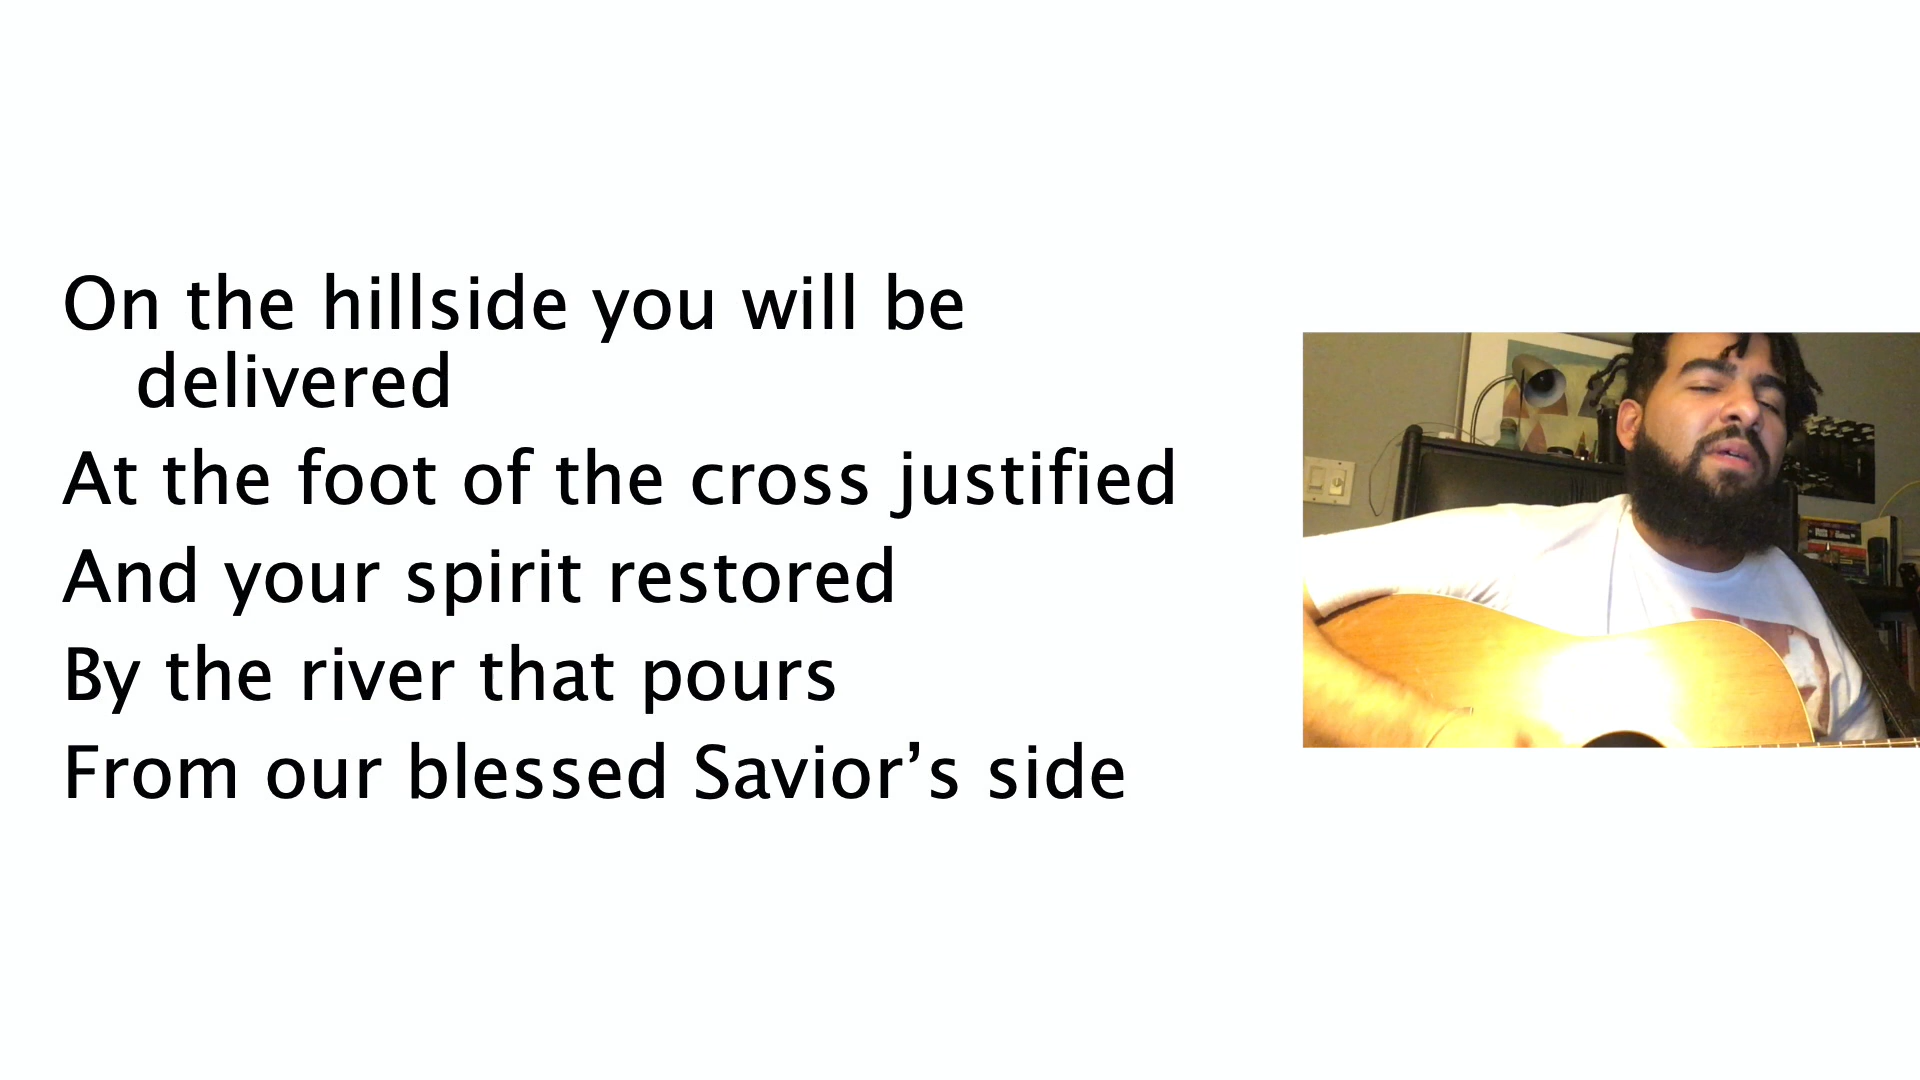 On the hillside you will be
delivered
At the foot of the cross justified
And your spirit restored
By the river that pours
From our blessed Savior’s side